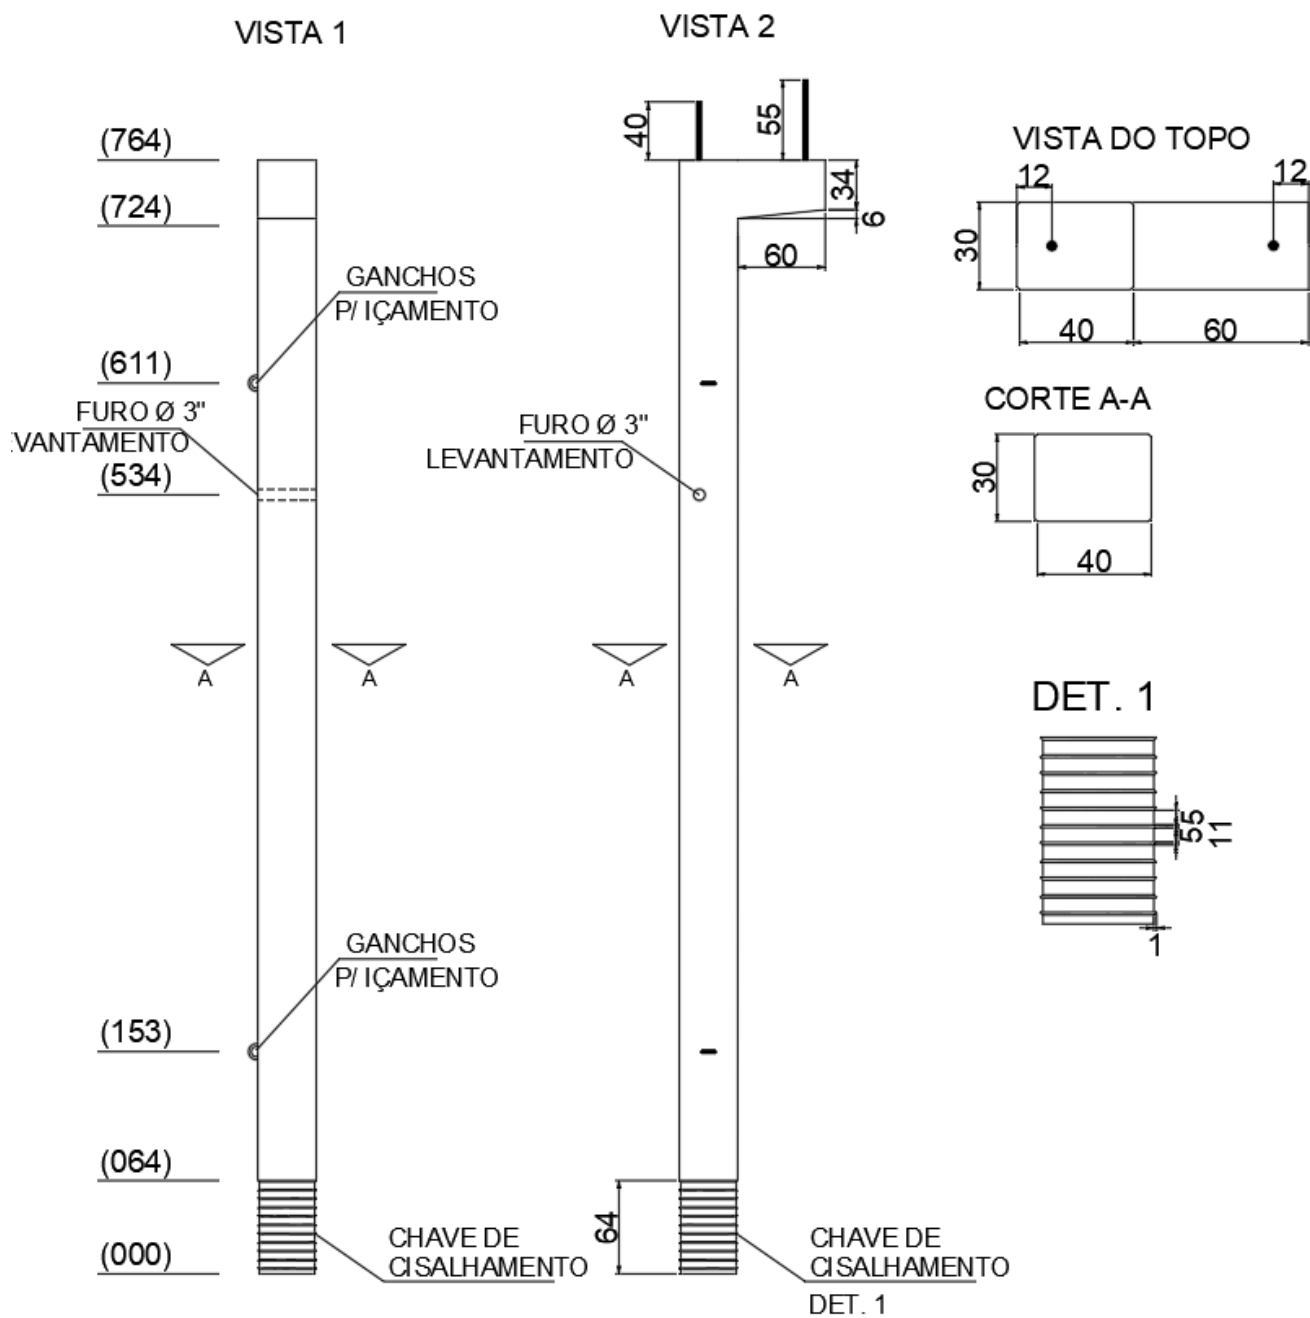 VISTA 1
VISTA 2
(764)
(724)
GANCHOS
P/ IÇAMENTO
(611)
FURO Ø 3"
EVANTAMENTO
(534)
A
A
GANCHOS
P/ IÇAMENTO
(153)
(064)
(000)
CHAVE DE
CISALHAMENTO
40
55
34
6
60
FURO Ø 3"
LEVANTAMENTO
A
A
64
CHAVE DE
CISALHAMENTO
DET. 1
VISTA DO TOPO
12
12
30
40
60
CORTE A-A
30
40
DET. 1
55
55
11
1